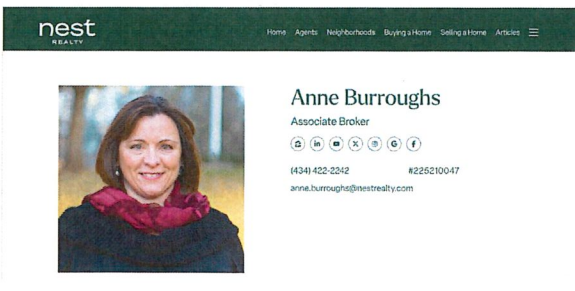 nest
REALTY
Home Agents Neighborhoods Buying a Home Selling a Home Articles
Anne Burroughs
Associate Broker
(434) 422-2242 #225210047
anne.burroughs@nestrealty.com